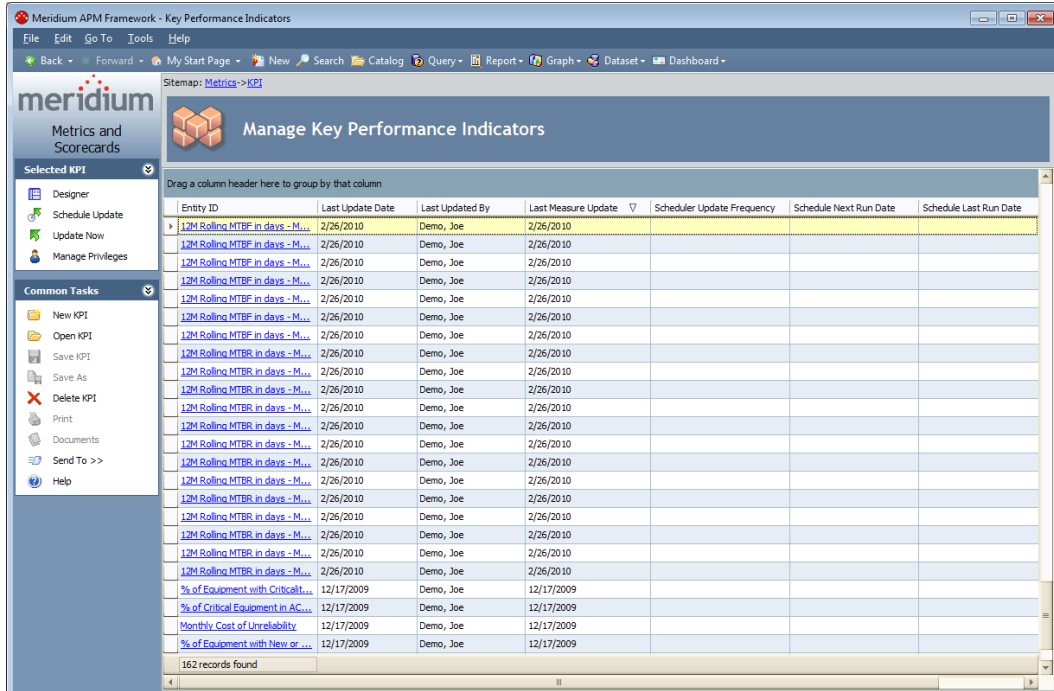 Meridium APM Framework - Key Performance Indicators
File Edit Go To Tools Help
Back Forward My Start Page New Search Catalog Query Report Graph Dataset Dashboard
meridium
Metrics and
Scorecards
Selected KPI
Designer
Schedule Update
Update Now
Manage Privileges
Common Tasks
New KPI
Open KPI
Save KPI
Save As
Delete KPI
Print
Documents
Send To >>
Help
Sitemap: Metrics->KPI
Manage Key Performance Indicators
Drag a column header here to group by that column
Entity ID Last Update Date Last Updated By Last Measure Update Scheduler Update Frequency Schedule Next Run Date Schedule Last Run Date
12M Rolling MTBF in days - M... 2/26/2010 Demo, Joe 2/26/2010
12M Rolling MTBF in days - M... 2/26/2010 Demo, Joe 2/26/2010
12M Rolling MTBF in days - M... 2/26/2010 Demo, Joe 2/26/2010
12M Rolling MTBF in days - M... 2/26/2010 Demo, Joe 2/26/2010
12M Rolling MTBF in days - M... 2/26/2010 Demo, Joe 2/26/2010
12M Rolling MTBF in days - M... 2/26/2010 Demo, Joe 2/26/2010
12M Rolling MTBF in days - M... 2/26/2010 Demo, Joe 2/26/2010
12M Rolling MTBR in days - M... 2/26/2010 Demo, Joe 2/26/2010
12M Rolling MTBR in days - M... 2/26/2010 Demo, Joe 2/26/2010
12M Rolling MTBR in days - M... 2/26/2010 Demo, Joe 2/26/2010
12M Rolling MTBR in days - M... 2/26/2010 Demo, Joe 2/26/2010
12M Rolling MTBR in days - M... 2/26/2010 Demo, Joe 2/26/2010
12M Rolling MTBR in days - M... 2/26/2010 Demo, Joe 2/26/2010
12M Rolling MTBR in days - M... 2/26/2010 Demo, Joe 2/26/2010
12M Rolling MTBR in days - M... 2/26/2010 Demo, Joe 2/26/2010
12M Rolling MTBR in days - M... 2/26/2010 Demo, Joe 2/26/2010
12M Rolling MTBR in days - M... 2/26/2010 Demo, Joe 2/26/2010
12M Rolling MTBR in days - M... 2/26/2010 Demo, Joe 2/26/2010
12M Rolling MTBR in days - M... 2/26/2010 Demo, Joe 2/26/2010
12M Rolling MTBR in days - M... 2/26/2010 Demo, Joe 2/26/2010
% of Equipment with Criticalit... 12/17/2009 Demo, Joe 12/17/2009
% of Critical Equipment in AC... 12/17/2009 Demo, Joe 12/17/2009
Monthly Cost of Unreliability 12/17/2009 Demo, Joe 12/17/2009
% of Equipment with New or ... 12/17/2009 Demo, Joe 12/17/2009
162 records found